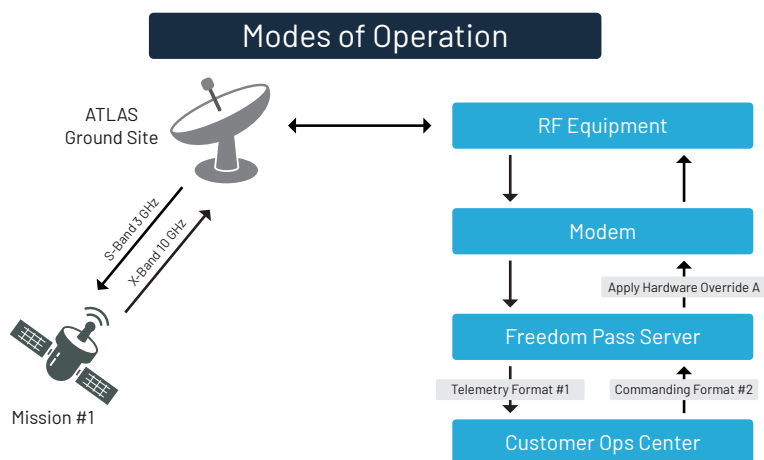 Modes of Operation
ATLAS
Ground Site
RF Equipment
S-Band 3 GHz
X-Band 10 GHz
Modem
Apply Hardware Override A
Freedom Pass Server
Telemetry Format #1
Commanding Format #2
Mission #1
Customer Ops Center